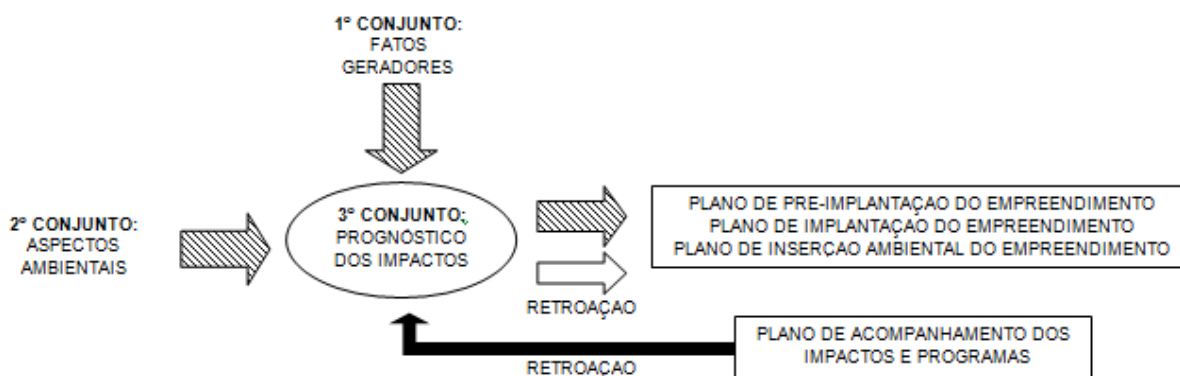 1º CONJUNTO:
FATOS
GERADORES
2º CONJUNTO:
ASPECTOS
AMBIENTAIS
3º CONJUNTO:
PROGNÓSTICO
DOS IMPACTOS
PLANO DE PRE-IMPLANTAÇAO DO EMPREENDIMENTO
PLANO DE IMPLANTAÇAO DO EMPREENDIMENTO
PLANO DE INSERÇAO AMBIENTAL DO EMPREENDIMENTO
RETROAÇAO
PLANO DE ACOMPANHAMENTO DOS
IMPACTOS E PROGRAMAS
RETROAÇAO